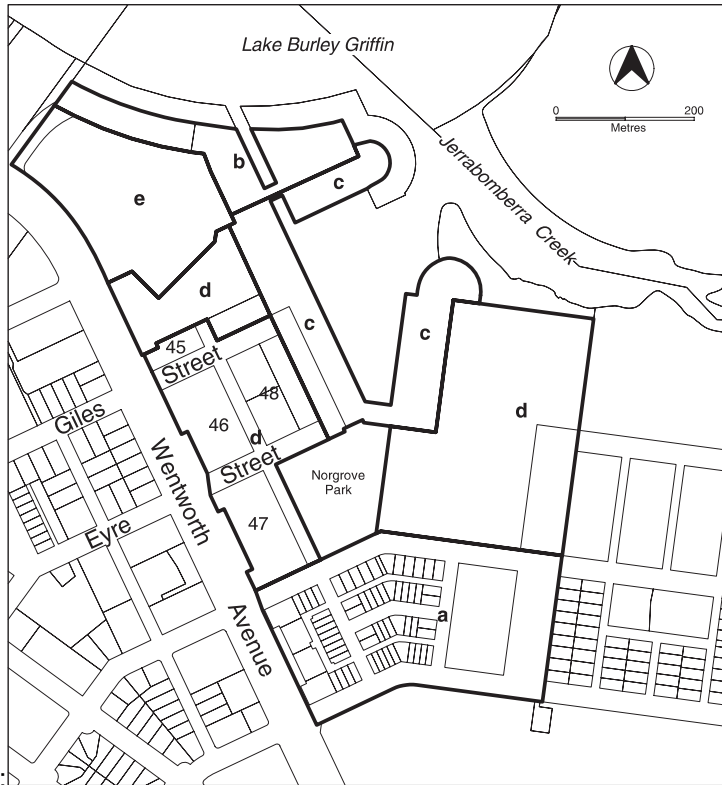 Lake Burley Griffin
0 200
Metres
Jerrabomberra Creek
b
c
e
d
c
c
45
Street
48
46
d
d
Street
Giles
Wentworth
Norgrove
Park
47
Eyre
a
Avenue